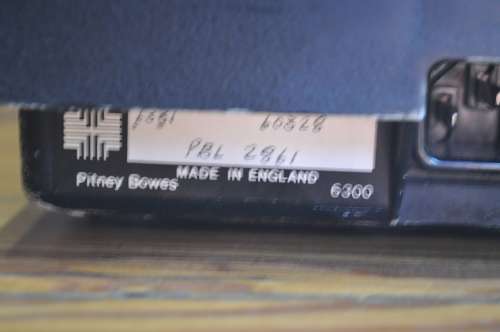 PBL 2861
MADE IN ENGLAND
Pitney Bowes
6300